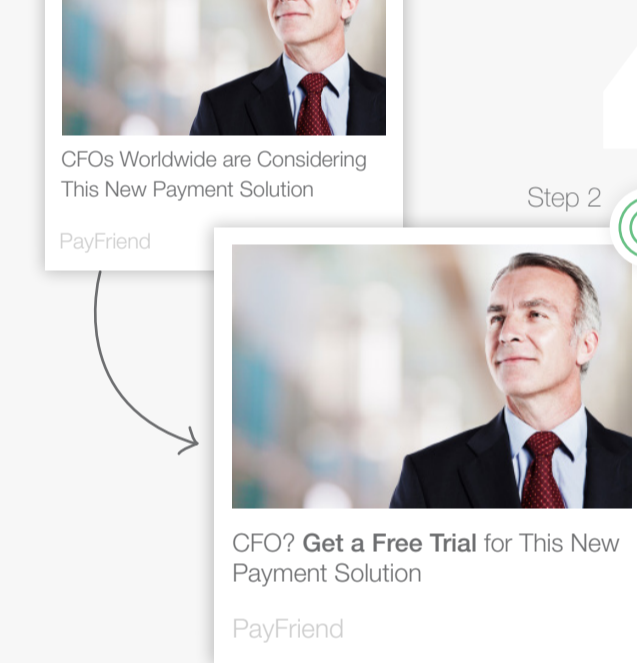 CFOs Worldwide are Considering
This New Payment Solution
PayFriend
Step 2
CFO? Get a Free Trial for This New
Payment Solution
PayFriend